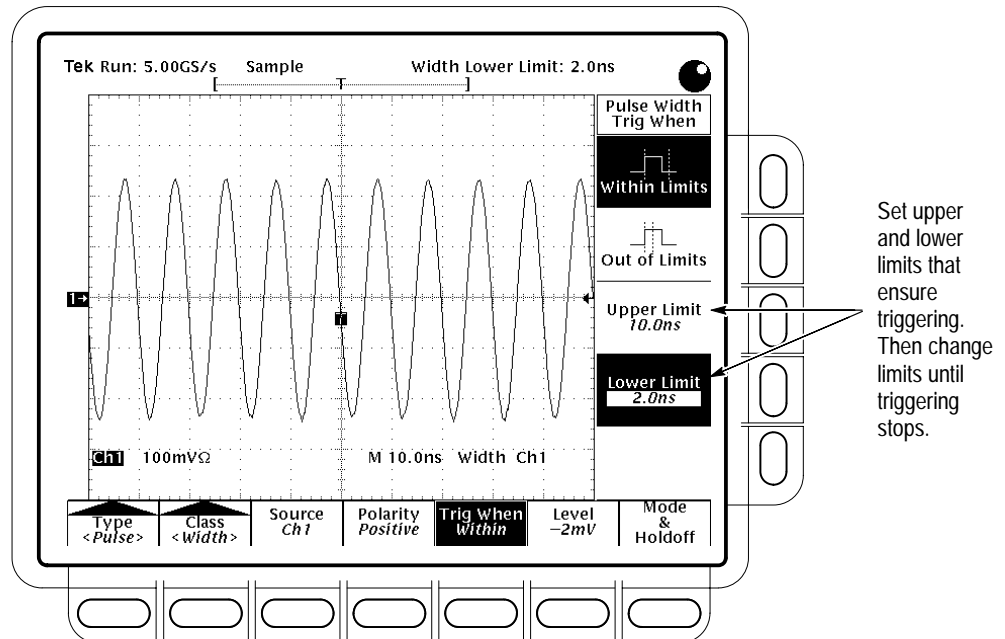 Tek Run: 5.00GS/s Sample Width Lower Limit: 2.0ns
[ T ]
Pulse Width
Trig When
Within Limits
Out of Limits
Upper Limit
10.0ns
Lower Limit
2.0ns
1→
T
Ch1 100mVΩ M 10.0ns Width Ch1
Type
<Pulse>
Class
<Width>
Source
Ch1
Polarity
Positive
Trig When
Within
Level
−2mV
Mode
&
Holdoff
Set upper
and lower
limits that
ensure
triggering.
Then change
limits until
triggering
stops.